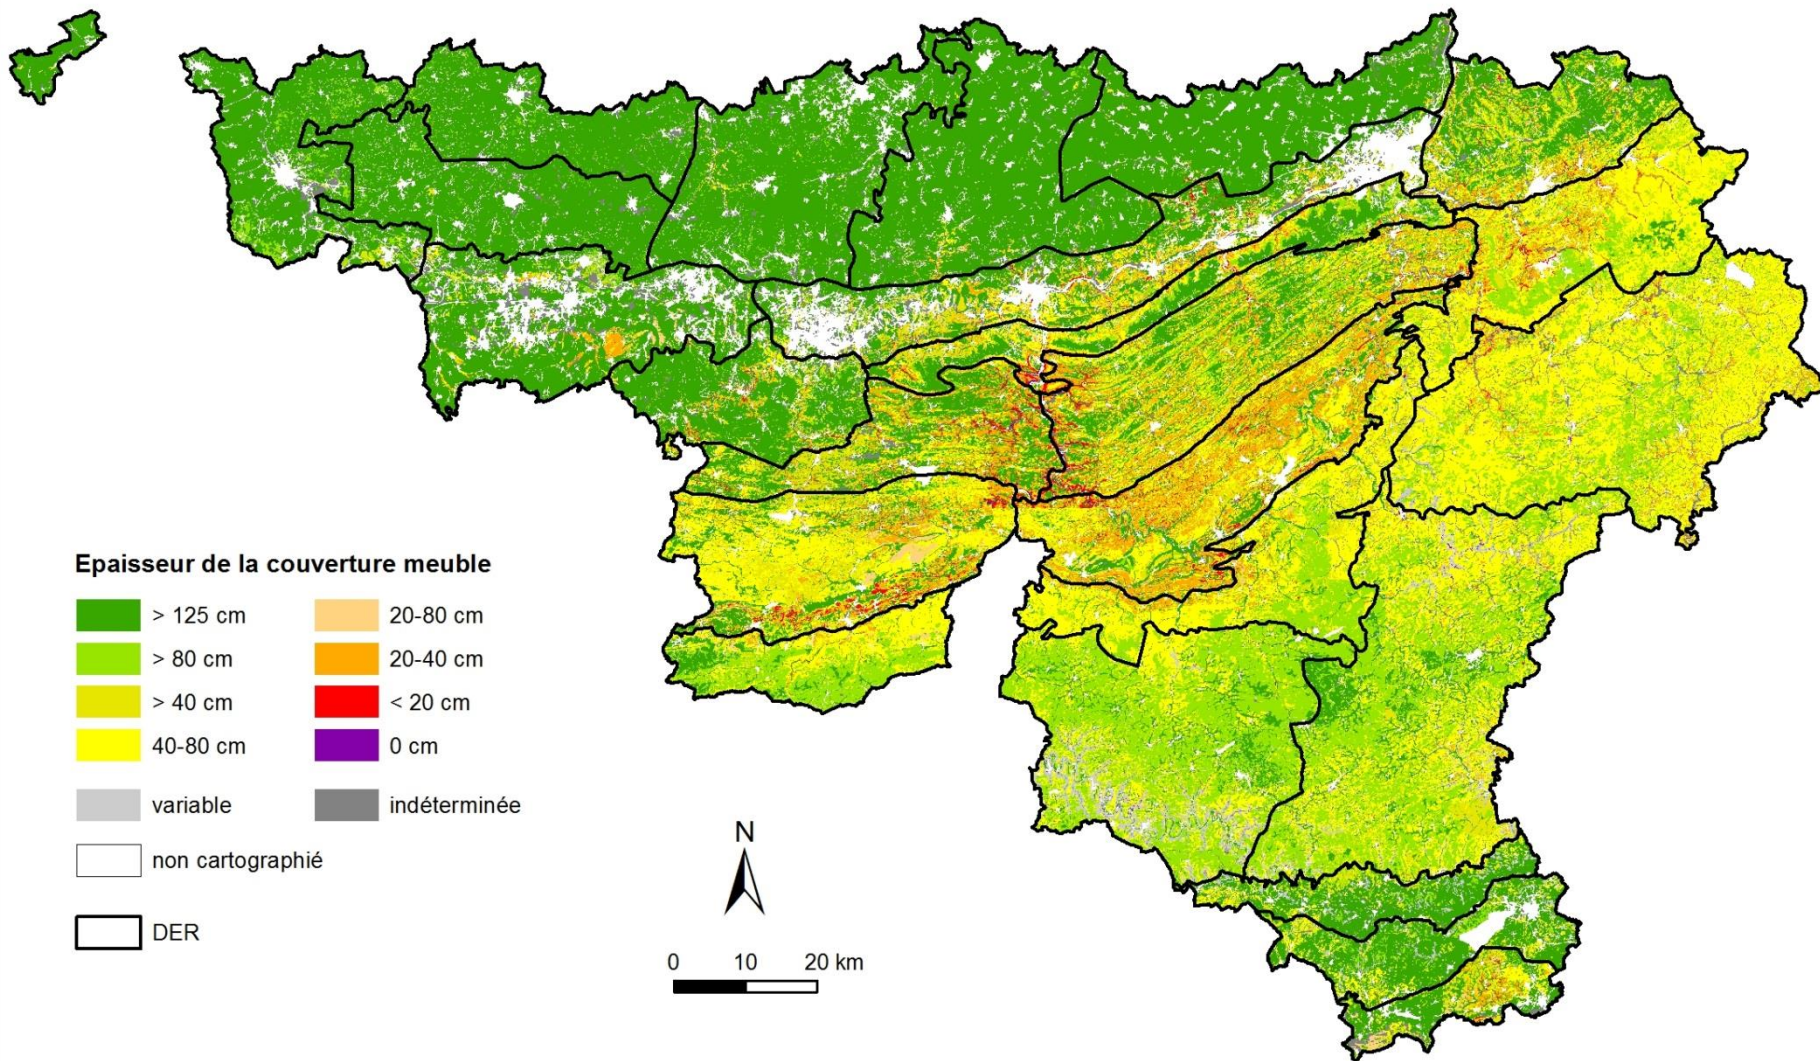 Epaisseur de la couverture meuble
> 125 cm
20-80 cm
> 80 cm
20-40 cm
> 40 cm
< 20 cm
40-80 cm
0 cm
variable
indéterminée
non cartographié
DER
N
0 10 20 km